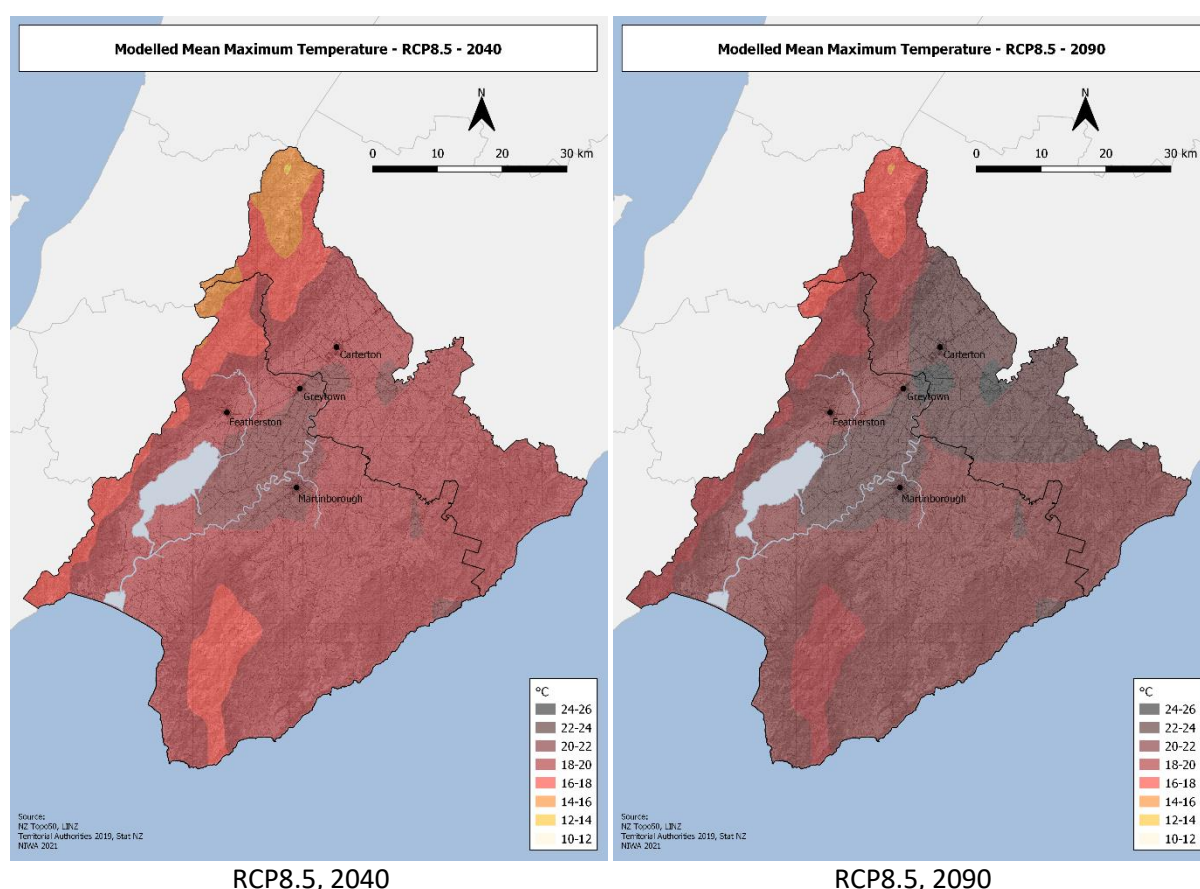 Modelled Mean Maximum Temperature - RCP8.5 - 2040
N
0 10 20 30 km
Carterton
Greytown
Featherston
Martinborough
°C
24-26
22-24
20-22
18-20
16-18
14-16
12-14
10-12
Source:
NZ Topo50, LINZ
Territorial Authorities 2019, Stat NZ
NIWA 2021
RCP8.5, 2040
Modelled Mean Maximum Temperature - RCP8.5 - 2090
N
0 10 20 30 km
Carterton
Greytown
Featherston
Martinborough
°C
24-26
22-24
20-22
18-20
16-18
14-16
12-14
10-12
Source:
NZ Topo50, LINZ
Territorial Authorities 2019, Stat NZ
NIWA 2021
RCP8.5, 2090